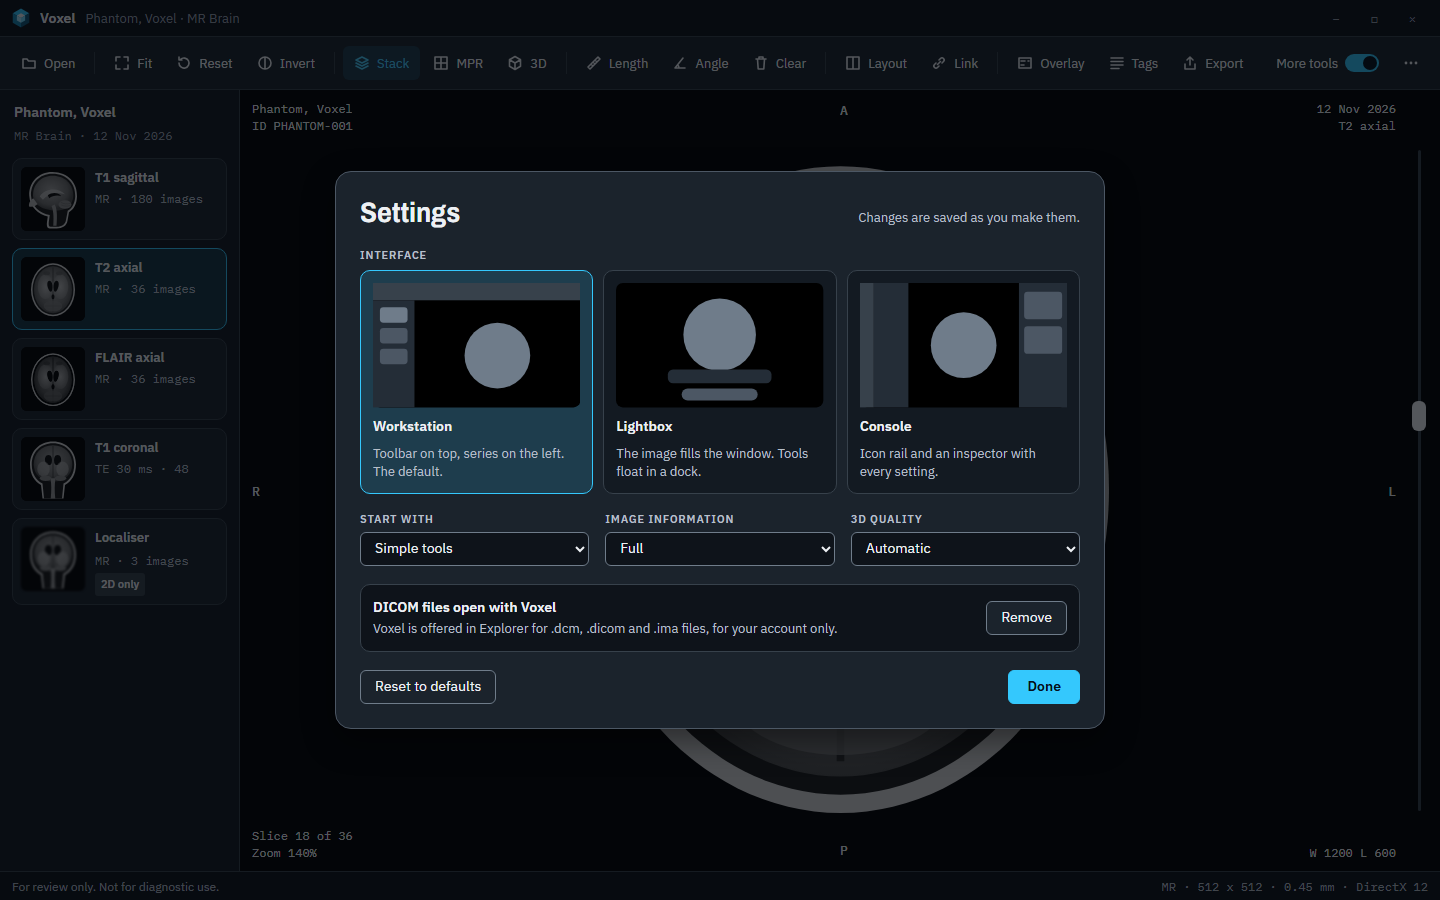 Voxel Phantom, Voxel · MR Brain
Open Fit Reset Invert Stack MPR 3D Length Angle Clear Layout Link Overlay Tags Export More tools
Phantom, Voxel
MR Brain · 12 Nov 2026
T1 sagittal
MR · 180 images
T2 axial
MR · 36 images
FLAIR axial
MR · 36 images
T1 coronal
TE 30 ms · 48
Localiser
MR · 3 images
2D only
Phantom, Voxel
ID PHANTOM-001
A
12 Nov 2026
T2 axial
R
L
Settings
Changes are saved as you make them.
INTERFACE
Workstation
Toolbar on top, series on the left.
The default.
Lightbox
The image fills the window. Tools
float in a dock.
Console
Icon rail and an inspector with
every setting.
START WITH
Simple tools
IMAGE INFORMATION
Full
3D QUALITY
Automatic
DICOM files open with Voxel
Voxel is offered in Explorer for .dcm, .dicom and .ima files, for your account only.
Remove
Reset to defaults
Done
Slice 18 of 36
Zoom 140%
P
W 1200 L 600
For review only. Not for diagnostic use.
MR · 512 x 512 · 0.45 mm · DirectX 12